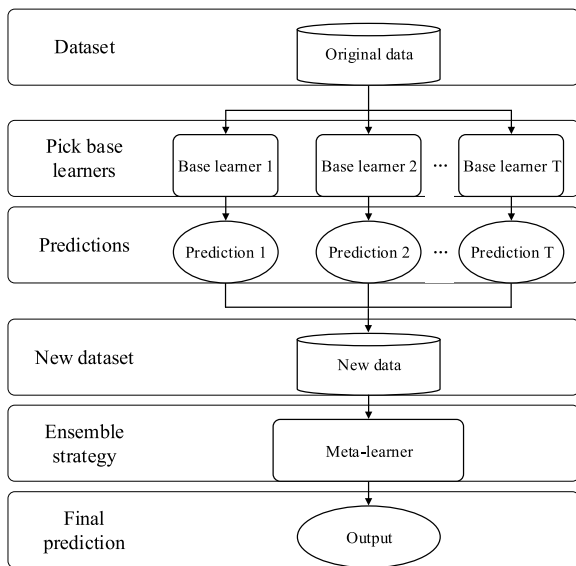 Dataset
Original data
Pick base
learners
Base learner 1
Base learner 2
...
Base learner T
Predictions
Prediction 1
Prediction 2
...
Prediction T
New dataset
New data
Ensemble
strategy
Meta-learner
Final
prediction
Output